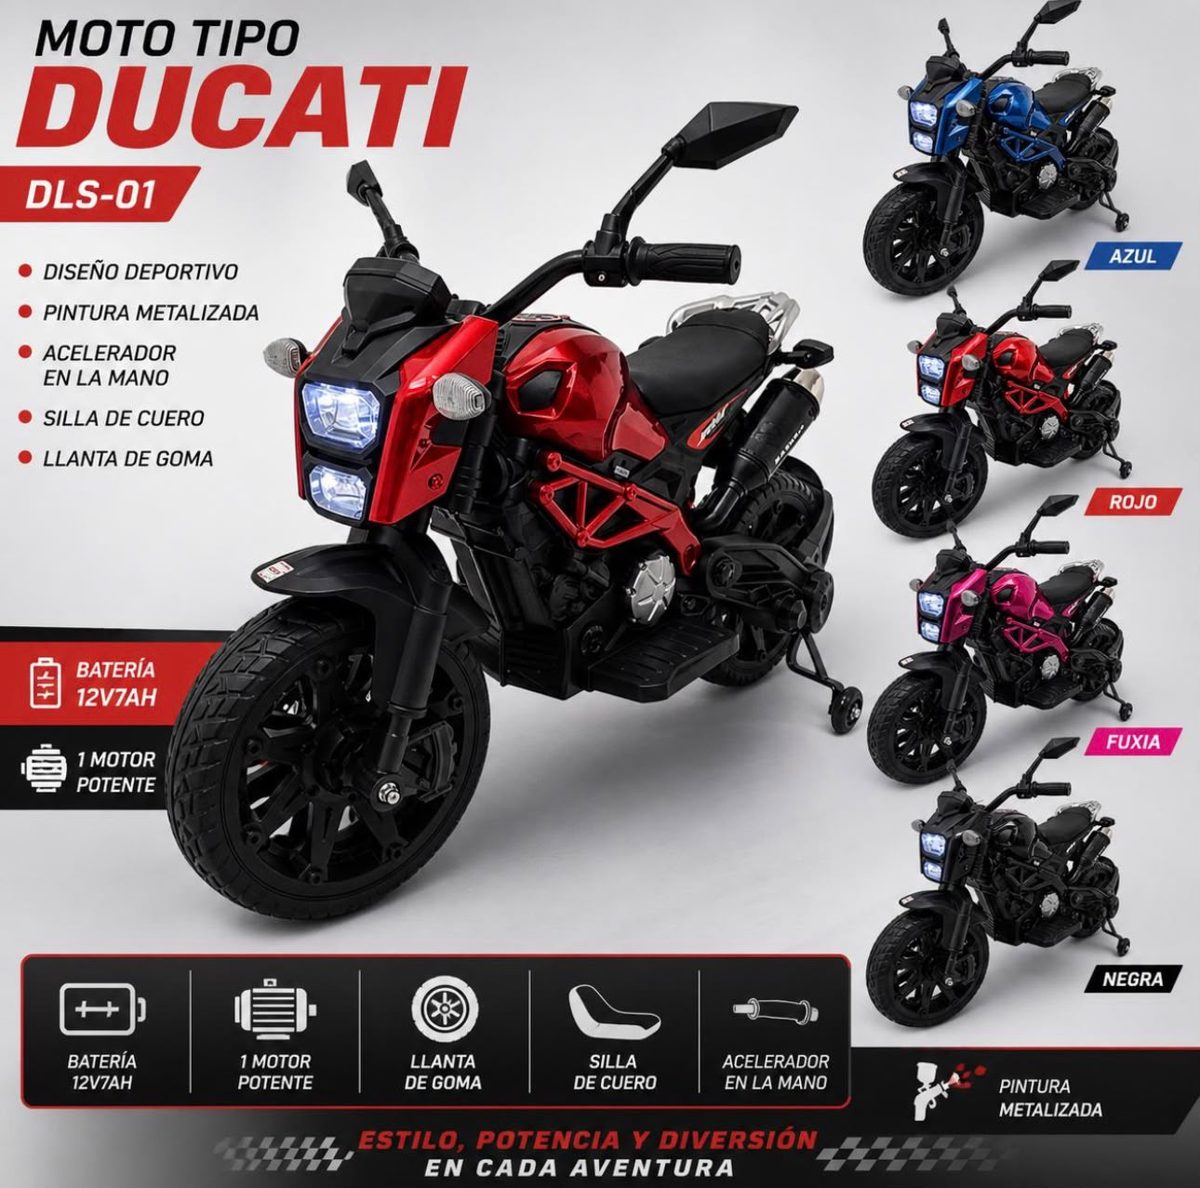 MOTO TIPO
DUCATI
DLS-01
DISEÑO DEPORTIVO
PINTURA METALIZADA
ACELERADOR
EN LA MANO
SILLA DE CUERO
LLANTA DE GOMA
BATERÍA
12V7AH
1 MOTOR
POTENTE
AZUL
ROJO
FUXIA
NEGRA
BATERÍA
12V7AH
1 MOTOR
POTENTE
LLANTA
DE GOMA
SILLA
DE CUERO
ACELERADOR
EN LA MANO
PINTURA
METALIZADA
ESTILO, POTENCIA Y DIVERSIÓN
EN CADA AVENTURA